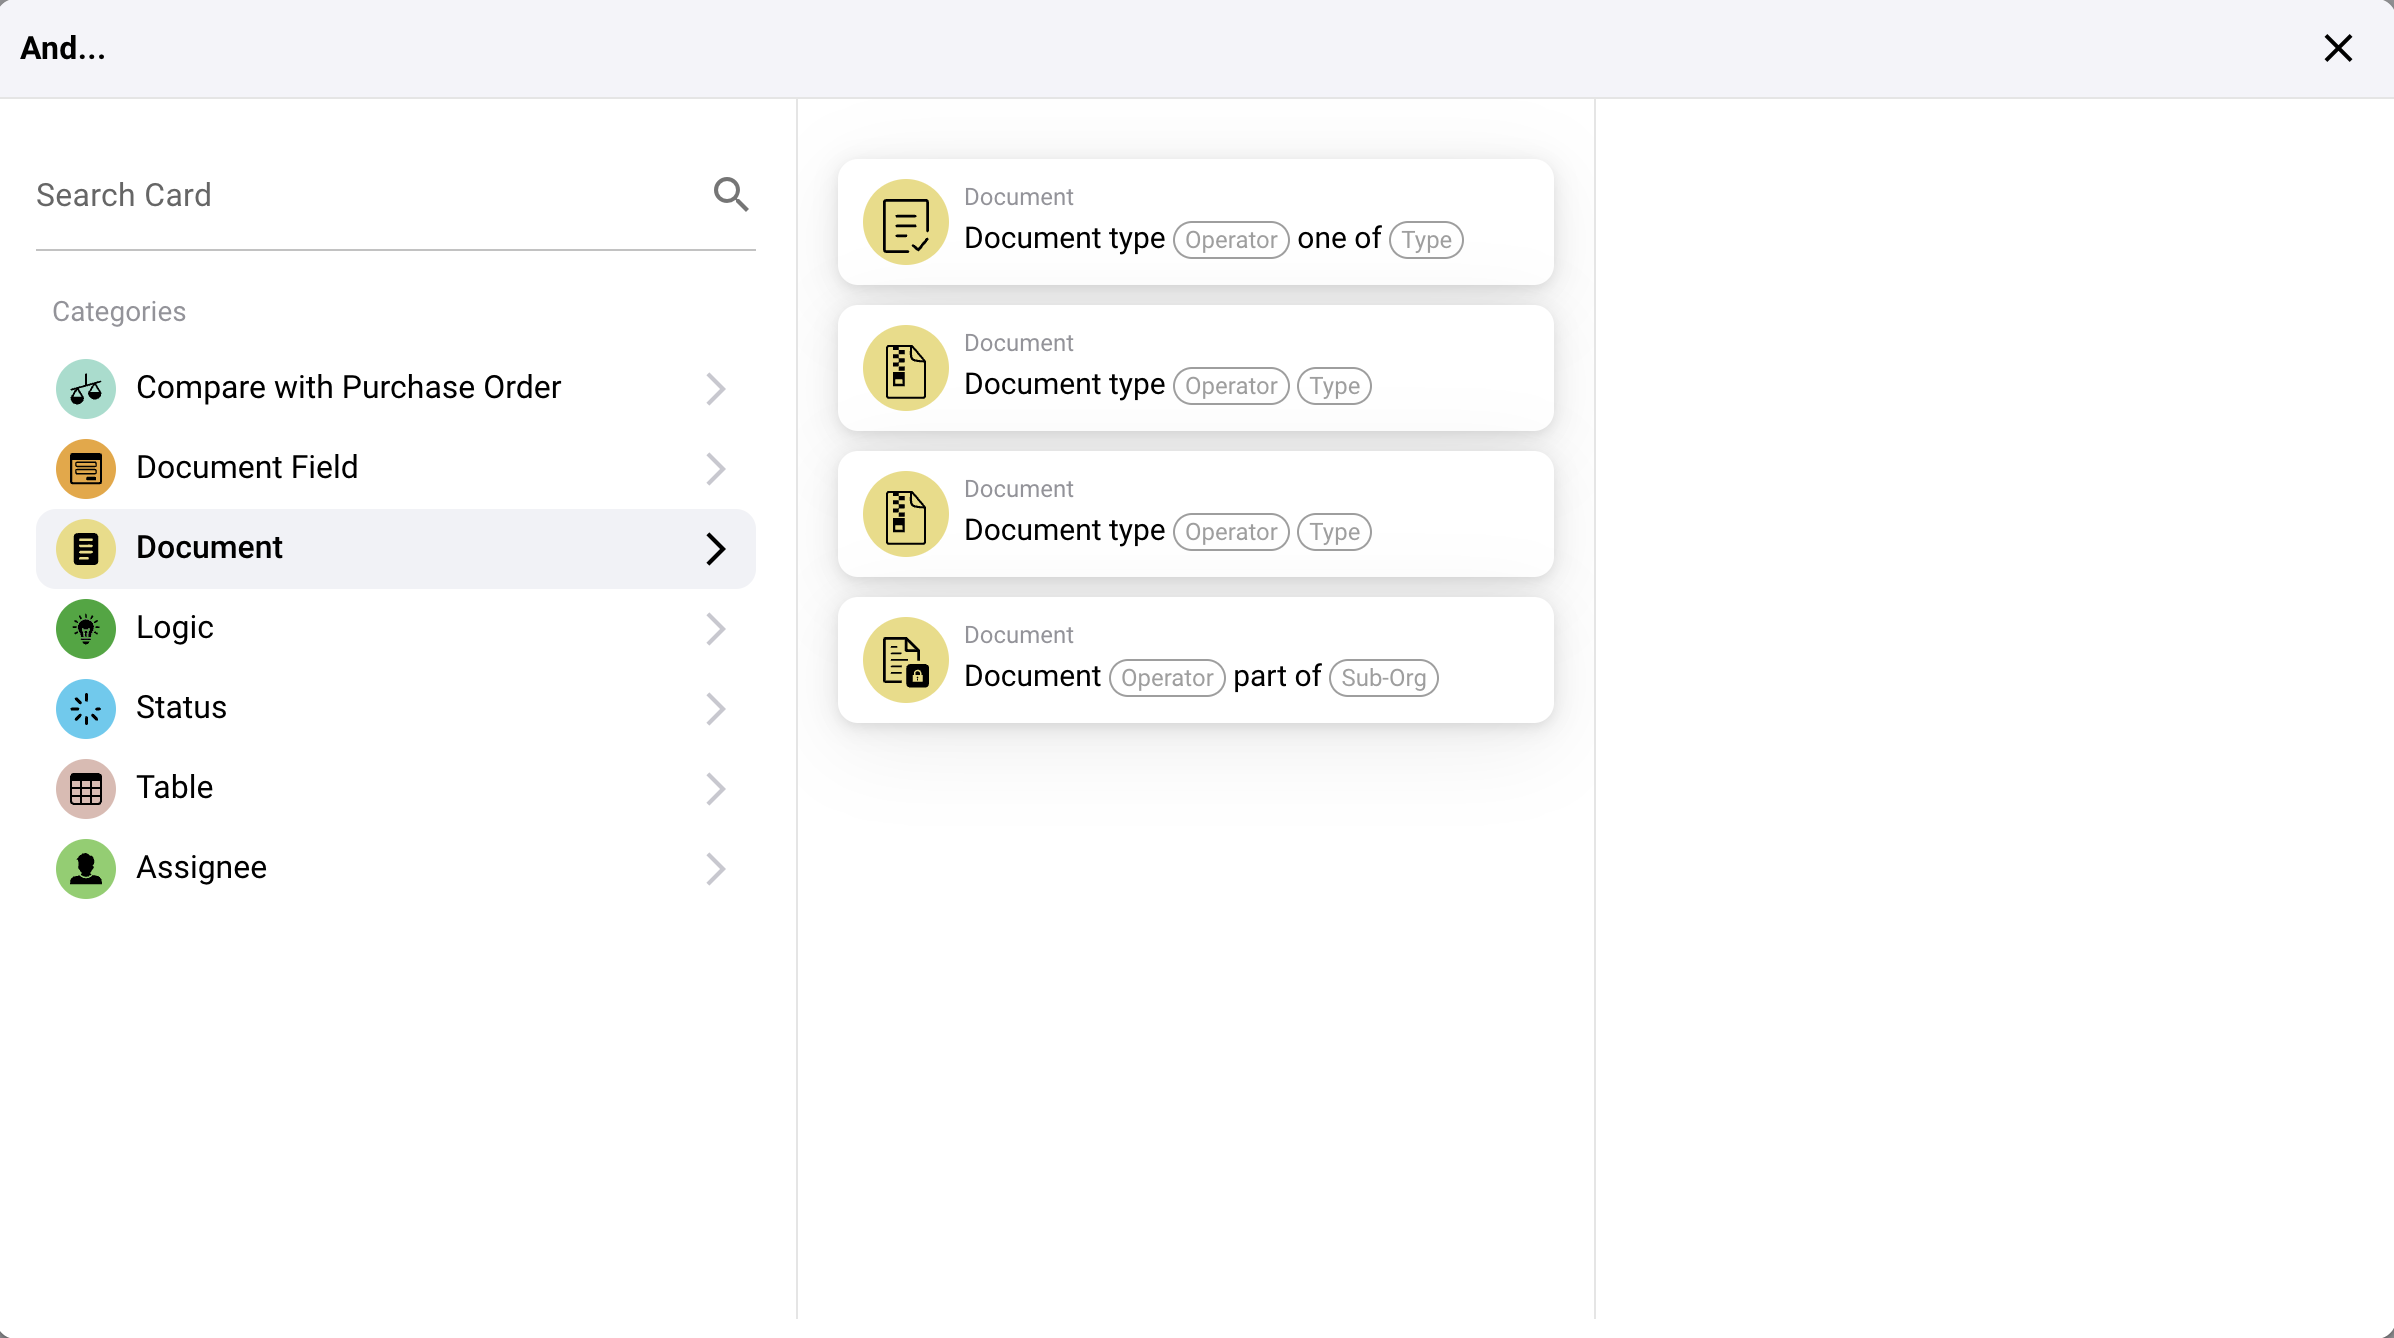 And...
Search Card
Categories
Compare with Purchase Order
Document Field
Document
Logic
Status
Table
Assignee
Document
Document type Operator one of Type
Document
Document type Operator Type
Document
Document type Operator Type
Document
Document Operator part of Sub-Org